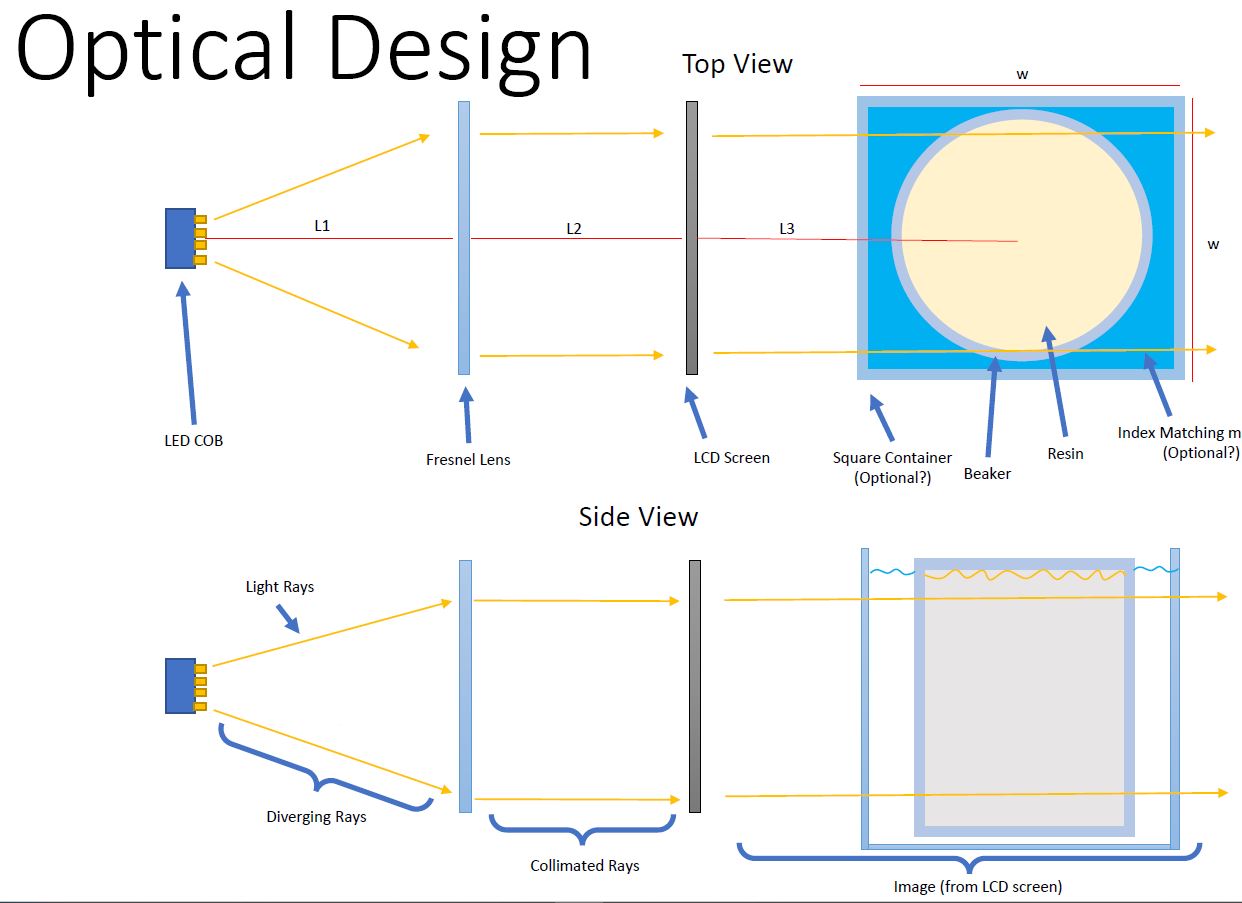 Optical Design
Top View
w
L1
L2
L3
w
LED COB
Fresnel Lens
LCD Screen
Square Container
(Optional?)
Beaker
Resin
Index Matching m
(Optional?)
Side View
Light Rays
Diverging Rays
Collimated Rays
Image (from LCD screen)